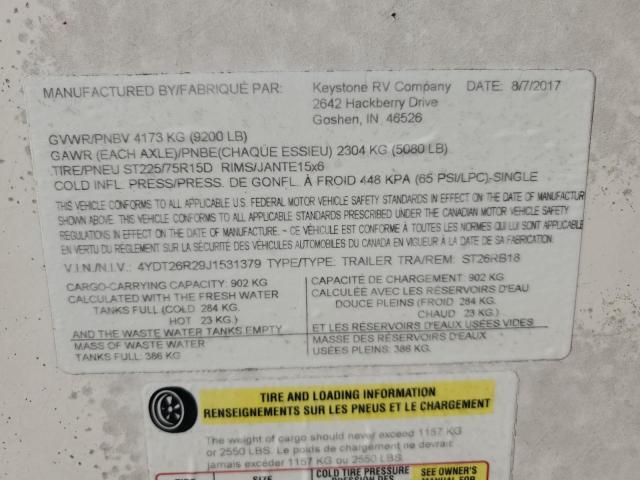 MANUFACTURED BY/FABRIQUÉ PAR: Keystone RV Company DATE: 8/7/2017
2642 Hackberry Drive
Goshen, IN 46526
GVWR/PNBV 4173 KG (9200 LB)
GAWR (EACH AXLE)/PNBE(CHAQUE ESSIEU) 2304 KG (5080 LB)
TIRE/PNEU ST225/75R15D RIMS/JANTE15x6
COLD INFL. PRESS/PRESS. DE GONFL. À FROID 448 KPA (65 PSI/LPC)-SINGLE
THIS VEHICLE CONFORMS TO ALL APPLICABLE U.S. FEDERAL MOTOR VEHICLE SAFETY STANDARDS IN EFFECT ON THE DATE OF MANUFACTUR
SHOWN ABOVE. THIS VEHICLE CONFORMS TO ALL APPLICABLE STANDARDS PRESCRIBED UNDER THE CANADIAN MOTOR VEHICLE SAFETY
REGULATIONS IN EFFECT ON THE DATE OF MANUFACTURE. ~ CE VÉHICULE EST CONFORME À TOUTES LES NORMES QUI LUI SONT APPLICABLE
EN VERTU DU RÈGLEMENT SUR LA SÉCURITÉ DES VÉHICULES AUTOMOBILES DU CANADA EN VIGUEUR À LA DATE DE SA FABRICATION.
V.I.N./N.I.V.: 4YDT26R29J1531379 TYPE/TYPE: TRAILER TRA/REM: ST26RB18
CARGO-CARRYING CAPACITY: 902 KG
CALCULATED WITH THE FRESH WATER
TANKS FULL (COLD: 284 KG.
HOT: 23 KG.)
AND THE WASTE WATER TANKS EMPTY
MASS OF WASTE WATER
TANKS FULL: 386 KG
CAPACITÉ DE CHARGEMENT: 902 KG
CALCULÉE AVEC LES RÉSERVOIRS D'EAU
DOUCE PLEINS (FROID: 284 KG.
CHAUD: 23 KG.)
ET LES RÉSERVOIRS D'EAUX USÉES VIDES
MASSE DES RÉSERVOIRS D'EAUX
USÉES PLEINS: 386 KG.
TIRE AND LOADING INFORMATION
RENSEIGNEMENTS SUR LES PNEUS ET LE CHARGEMENT
The weight of cargo should never exceed 1157 KG
or 2550 LBS. Le poids de chargement ne devrait
jamais excéder 1157 KG ou 2550 LBS.
TIRE SIZE COLD TIRE PRESSURE SEE OWNER'S
PRESSION DES MANUAL FOR